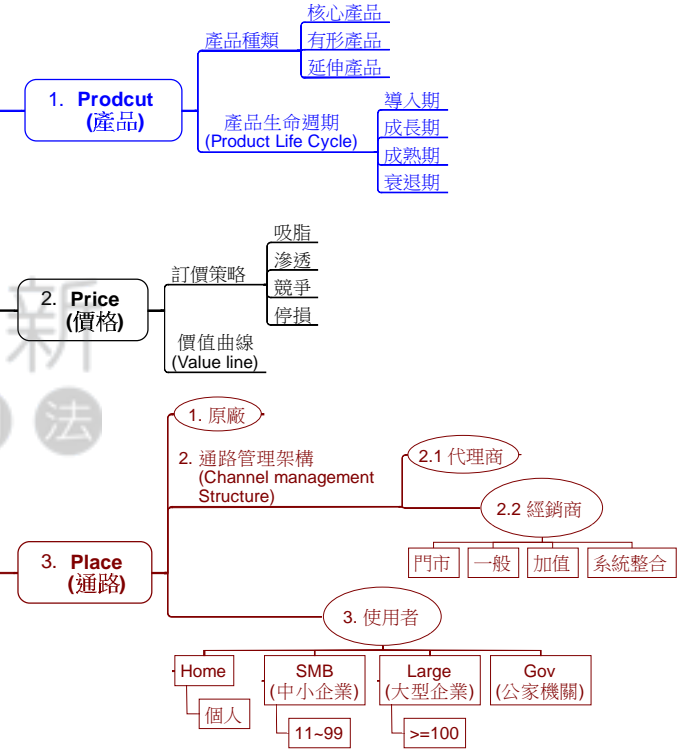 核心產品
產品種類
有形產品
延伸產品
1. Prodcut
(產品)
導入期
產品生命週期
(Product Life Cycle)
成長期
成熟期
衰退期
吸脂
訂價策略
滲透
競爭
停損
2. Price
(價格)
價值曲線
(Value line)
新
法
1. 原廠
2. 通路管理架構
(Channel management
Structure)
2.1 代理商
2.2 經銷商
門市
一般
加值
系統整合
3. Place
(通路)
3. 使用者
Home
個人
SMB
(中小企業)
11~99
Large
(大型企業)
>=100
Gov
(公家機關)